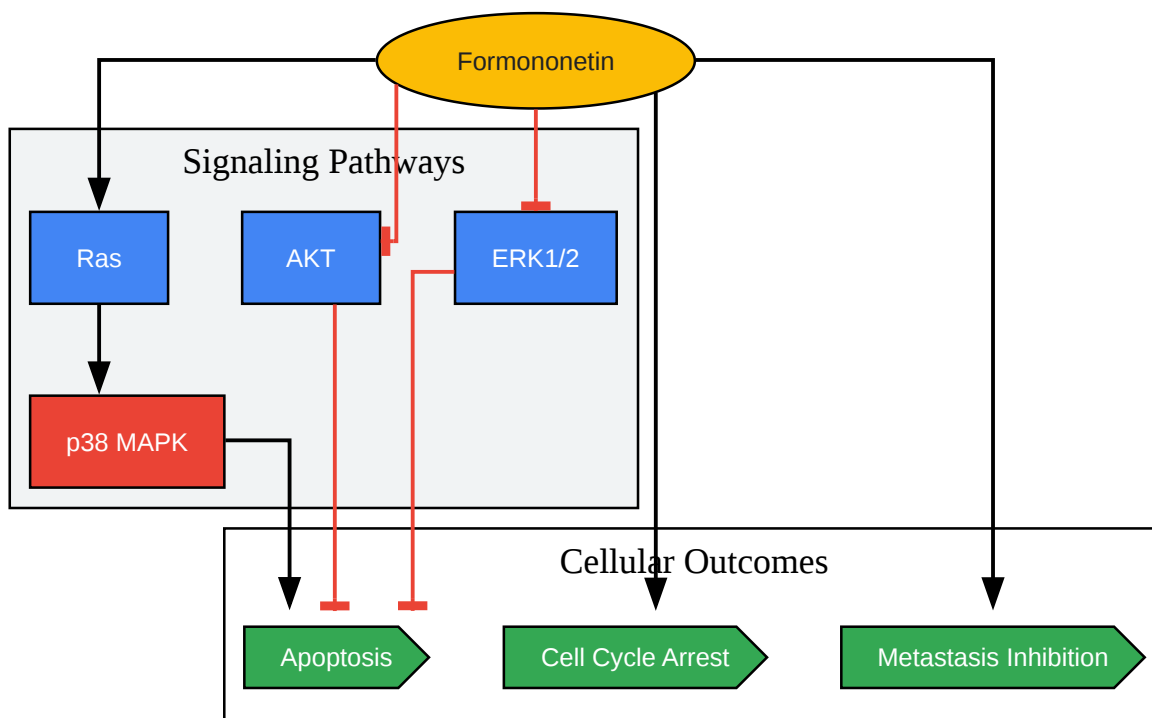 Formononetin
Signaling Pathways
Ras
AKT
ERK1/2
p38 MAPK
Cellular Outcomes
Apoptosis
Cell Cycle Arrest
Metastasis Inhibition